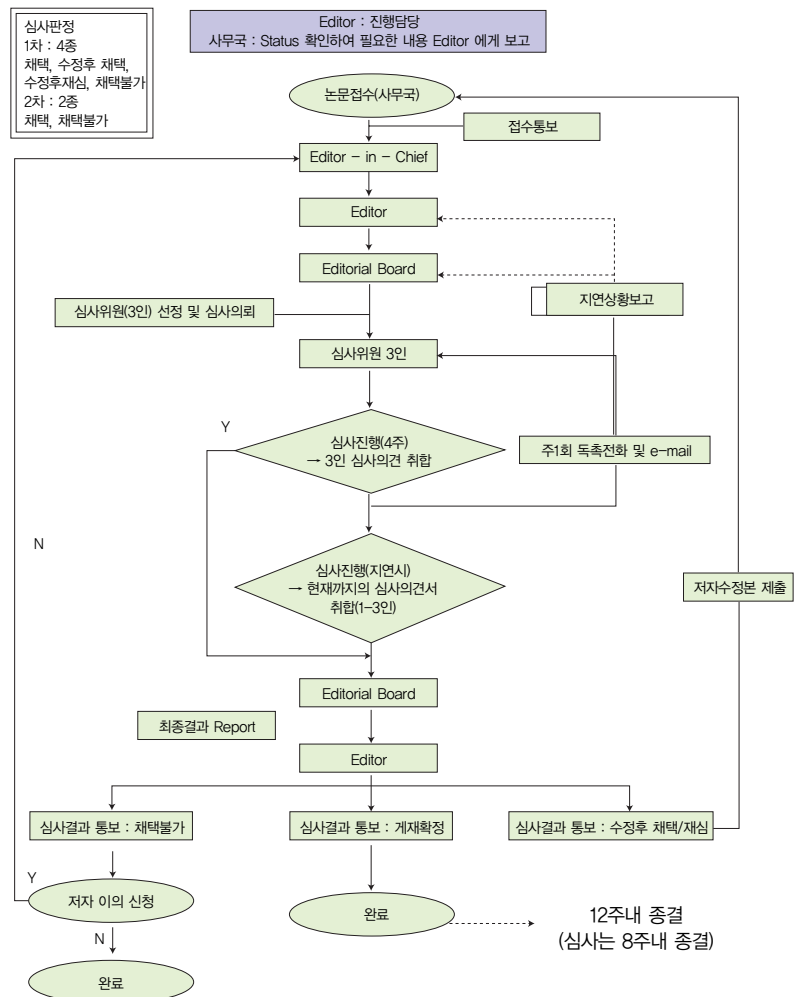 심사판정
1차 : 4종
채택, 수정후 채택,
수정후재심, 채택불가
2차 : 2종
채택, 채택불가
Editor : 진행담당
사무국 : Status 확인하여 필요한 내용 Editor 에게 보고
논문접수(사무국)
접수통보
Editor - in - Chief
Editor
Editorial Board
지연상황보고
심사위원(3인) 선정 및 심사의뢰
심사위원 3인
Y
심사진행(4주)
→ 3인 심사의견 취합
주1회 독촉전화 및 e-mail
N
심사진행(지연시)
→ 현재까지의 심사의견서
취합(1-3인)
저자수정본 제출
Editorial Board
최종결과 Report
Editor
심사결과 통보 : 채택불가
심사결과 통보 : 게재확정
심사결과 통보 : 수정후 채택/재심
Y
저자 이의 신청
완료
12주내 종결
(심사는 8주내 종결)
N
완료